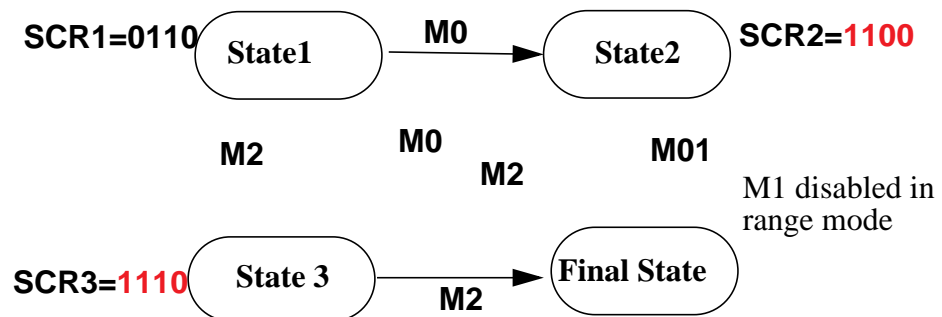 SCR1=0110 State1 M0 State2 SCR2=1100
M2 M0 M2 M01
M1 disabled in
range mode
SCR3=1110 State 3 M2 Final State